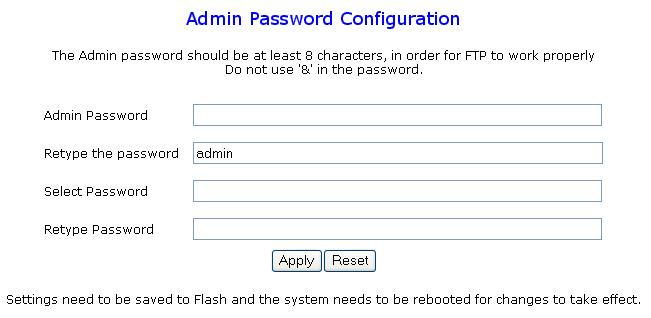 Admin Password Configuration
The Admin password should be at least 8 characters, in order for FTP to work properly
Do not use '&' in the password.
Admin Password
Retype the password admin
Select Password
Retype Password
Apply Reset
Settings need to be saved to Flash and the system needs to be rebooted for changes to take effect.